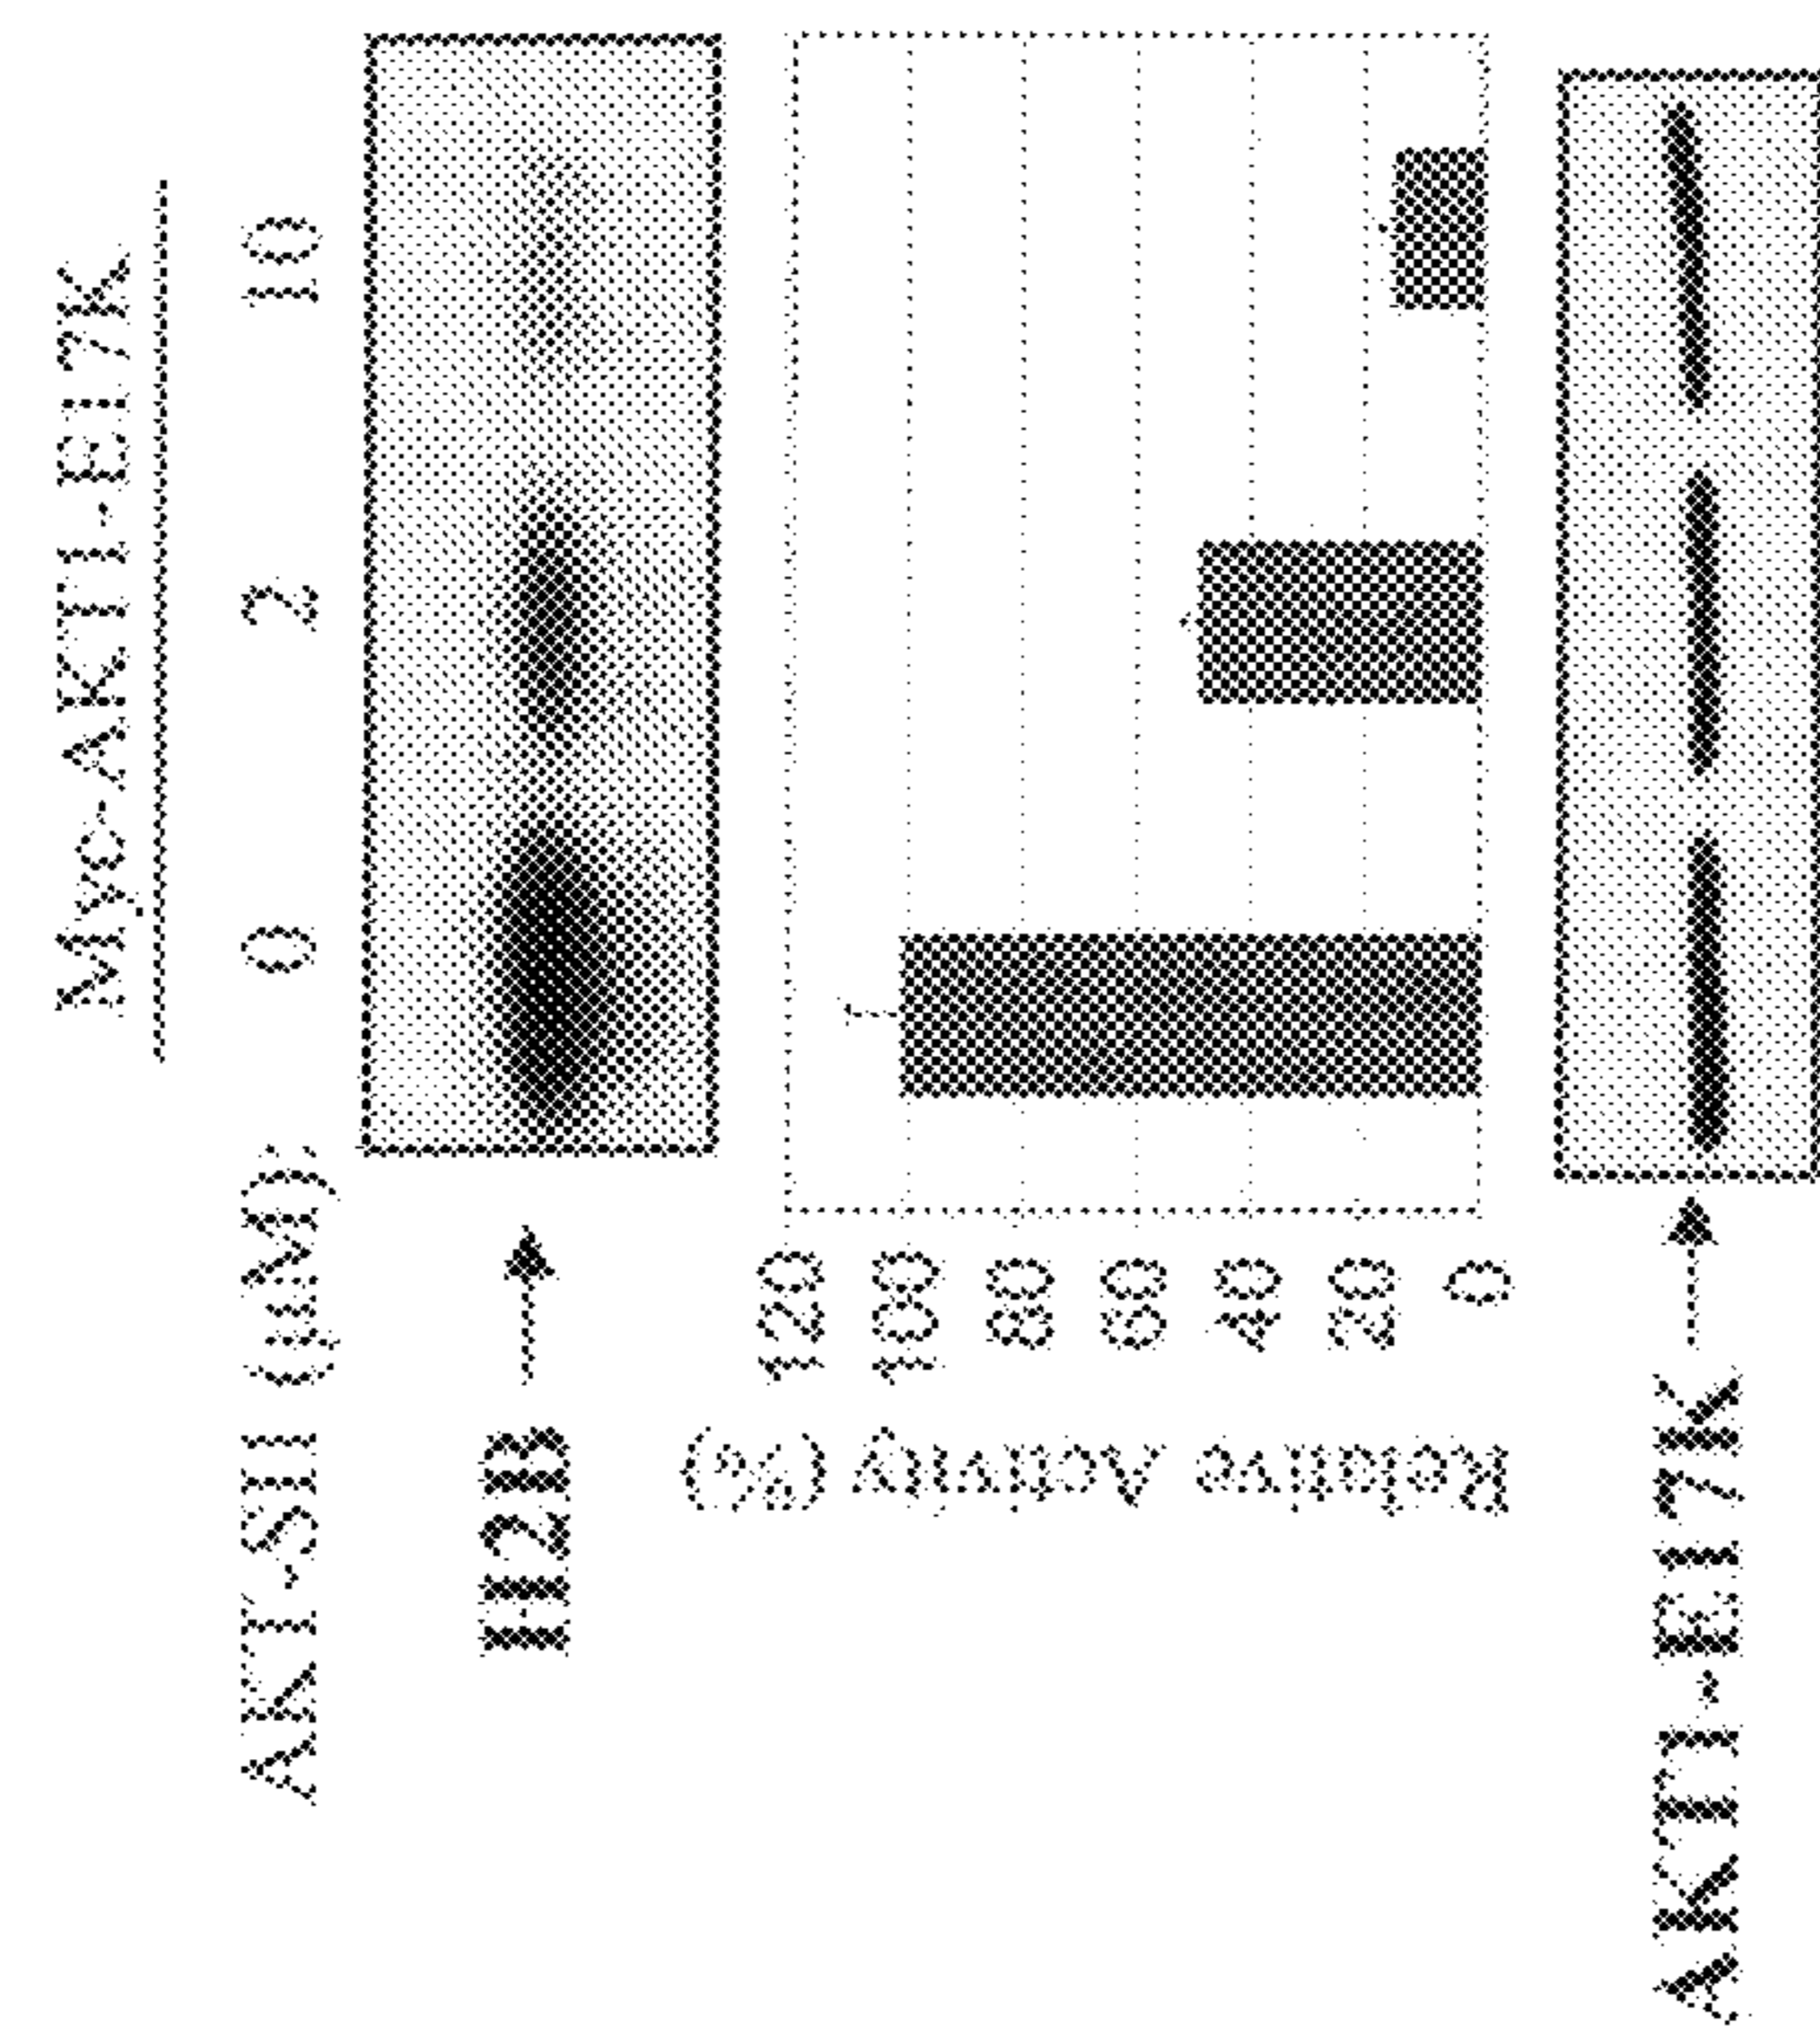 Myc-AKT1-E17K
AKT-SI1 (µM) 0 2 10
H2B
Relative Activity (%)
120
100
80
60
40
20
0
AKT1-E17K